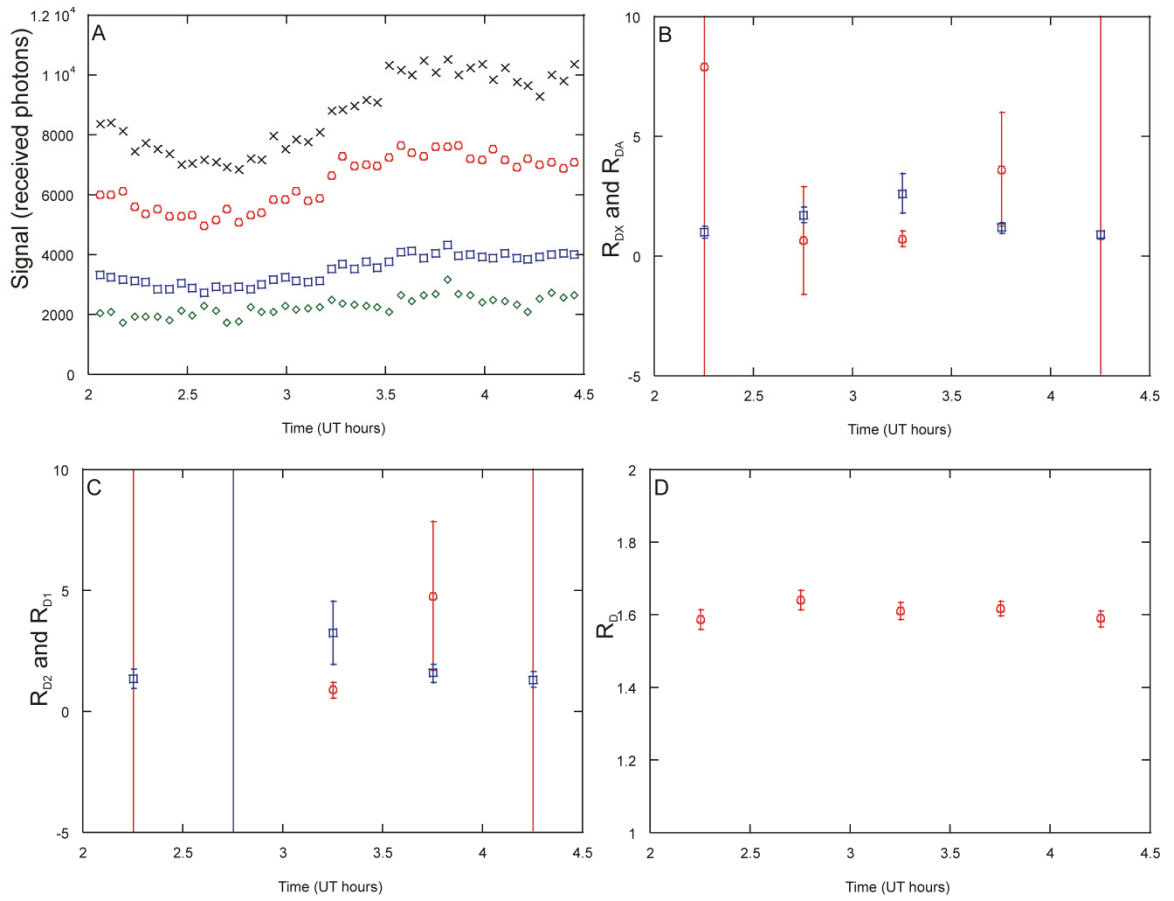 A
Signal (received photons)
1.2 10⁴
1 10⁴
8000
6000
4000
2000
0
2 2.5 3 3.5 4 4.5
Time (UT hours)
B
R_DX and R_DA
10
5
0
-5
2 2.5 3 3.5 4 4.5
Time (UT hours)
C
R_D2 and R_D1
10
5
0
-5
2 2.5 3 3.5 4 4.5
Time (UT hours)
D
R_D
2
1.8
1.6
1.4
1.2
1
2 2.5 3 3.5 4 4.5
Time (UT hours)